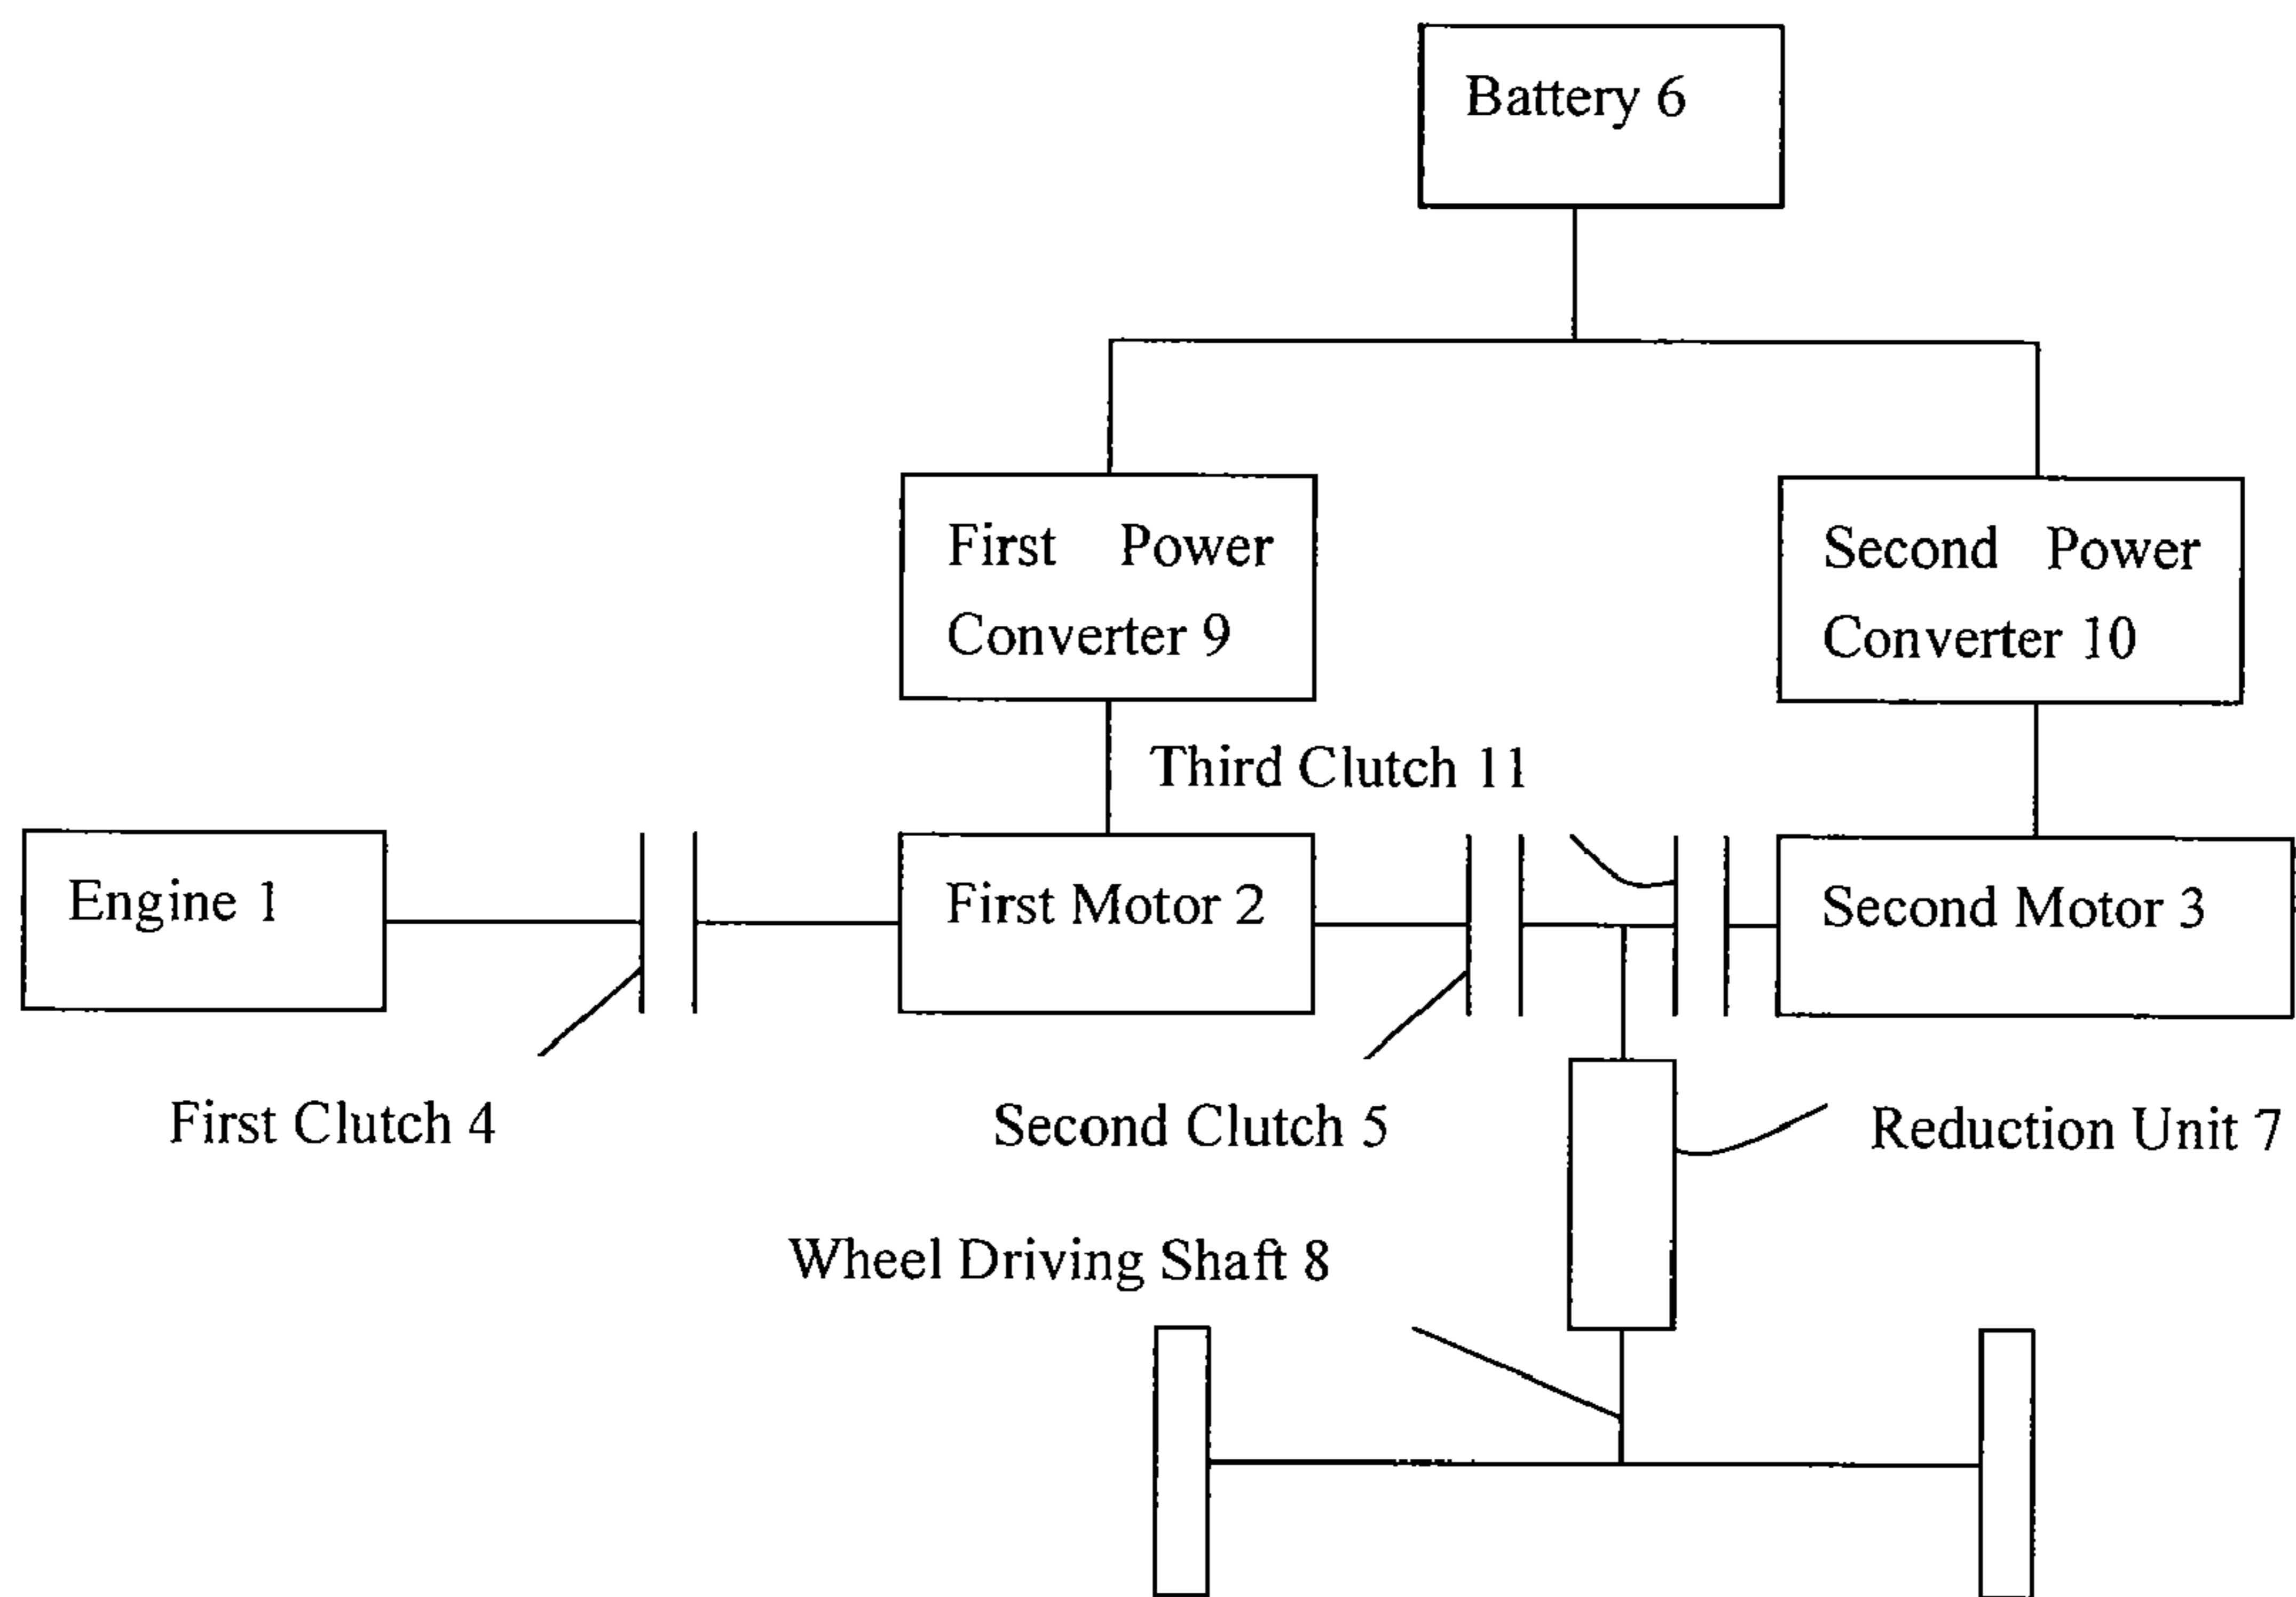 Battery 6
First Power
Converter 9
Second Power
Converter 10
Third Clutch 11
Engine 1
First Motor 2
Second Motor 3
First Clutch 4
Second Clutch 5
Reduction Unit 7
Wheel Driving Shaft 8